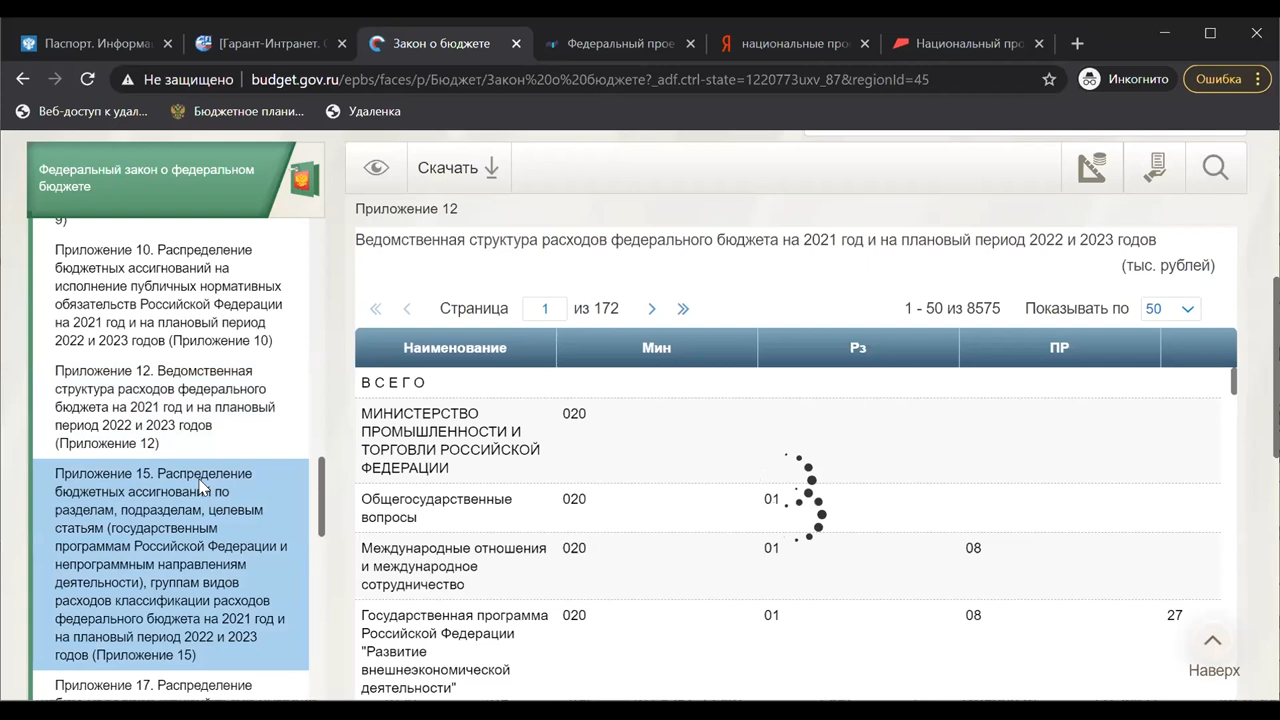 Паспорт. Информа
[Гарант-Интранет. С
Закон о бюджете
Федеральный прое
национальные про
Национальный про
Не защищено
budget.gov.ru/epbs/faces/p/Бюджет/Закон%20о%20бюджете?_adf.ctrl-state=1220773uxv_87&regionId=45
Инкогнито
Ошибка
Веб-доступ к удал...
Бюджетное плани...
Удаленка
Федеральный закон о федеральном
бюджете
9)
Приложение 10. Распределение
бюджетных ассигнований на
исполнение публичных нормативных
обязательств Российской Федерации
на 2021 год и на плановый период
2022 и 2023 годов (Приложение 10)
Приложение 12. Ведомственная
структура расходов федерального
бюджета на 2021 год и на плановый
период 2022 и 2023 годов
(Приложение 12)
Приложение 15. Распределение
бюджетных ассигнований по
разделам, подразделам, целевым
статьям (государственным
программам Российской Федерации и
непрограммным направлениям
деятельности), группам видов
расходов классификации расходов
федерального бюджета на 2021 год и
на плановый период 2022 и 2023
годов (Приложение 15)
Приложение 17. Распределение
Скачать
Приложение 12
Ведомственная структура расходов федерального бюджета на 2021 год и на плановый период 2022 и 2023 годов
(тыс. рублей)
Страница 1 из 172
1 - 50 из 8575 Показывать по 50
Наименование Мин Рз ПР
В С Е Г О
МИНИСТЕРСТВО 020
ПРОМЫШЛЕННОСТИ И
ТОРГОВЛИ РОССИЙСКОЙ
ФЕДЕРАЦИИ
Общегосударственные 020 01
вопросы
Международные отношения 020 01 08
и международное
сотрудничество
Государственная программа 020 01 08 27
Российской Федерации
"Развитие
внешнеэкономической
деятельности"
Наверх